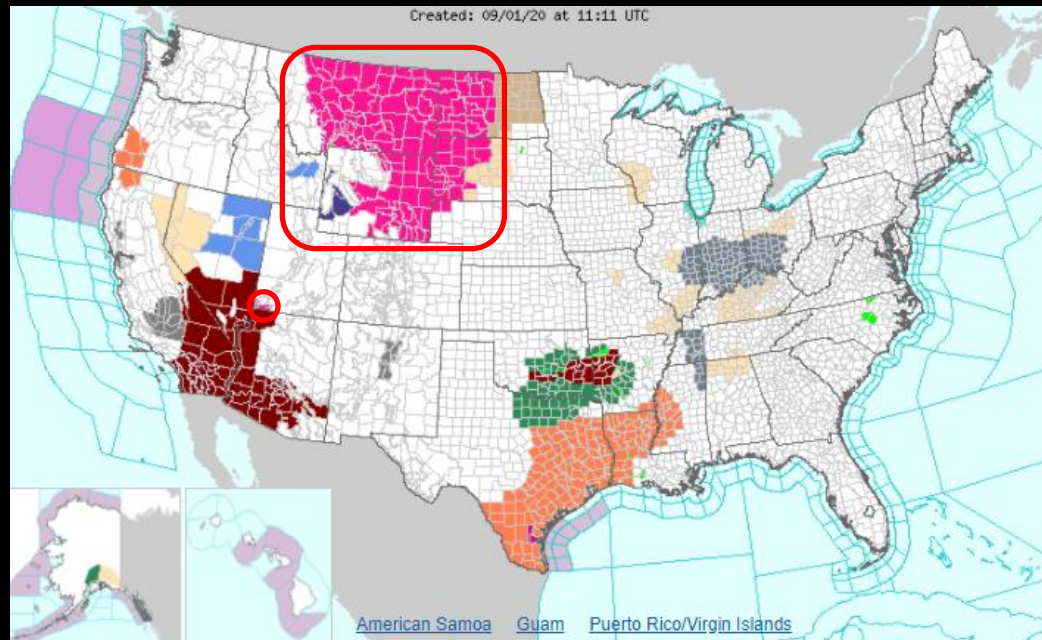 Created: 09/01/20 at 11:11 UTC
American Samoa Guam Puerto Rico/Virgin Islands